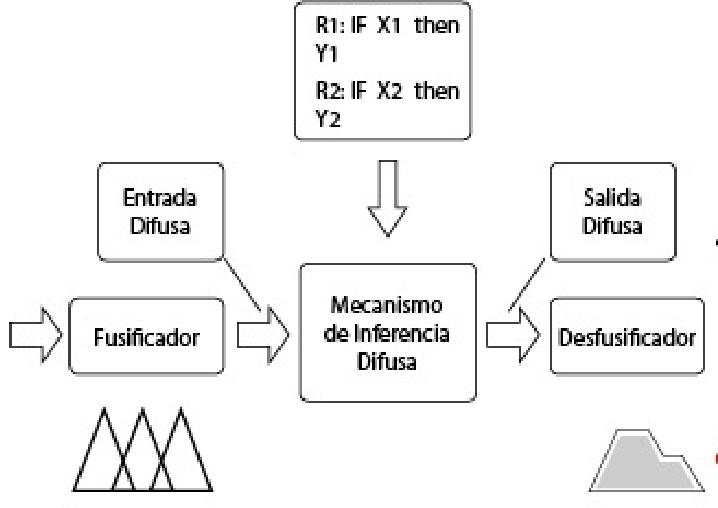 R1: IF X1 then
Y1
R2: IF X2 then
Y2
Entrada
Difusa
Salida
Difusa
Fusificador
Mecanismo
de Inferencia
Difusa
Desfusificador